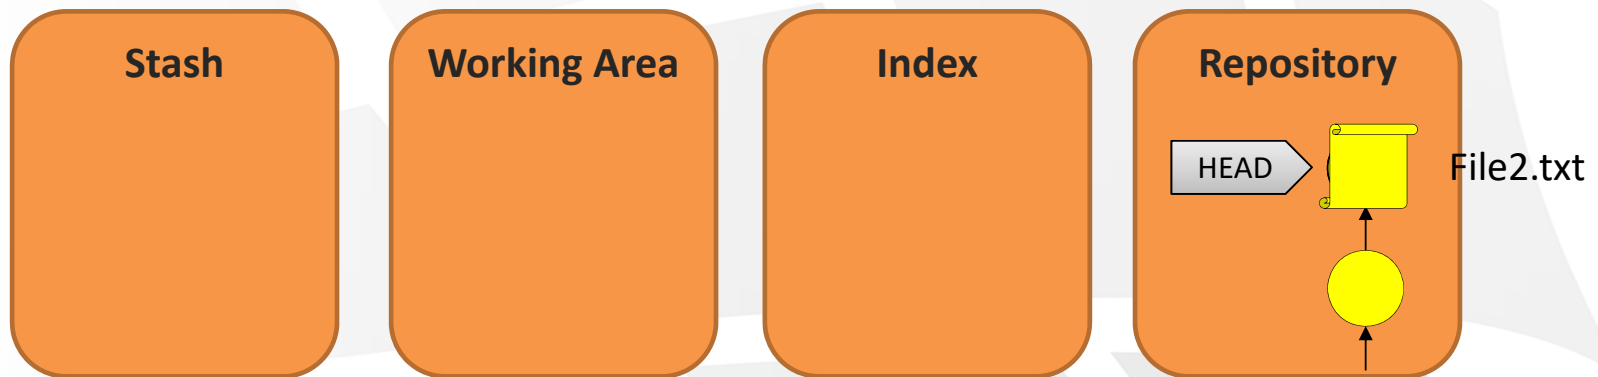 Stash
Working Area
Index
Repository
HEAD
File2.txt